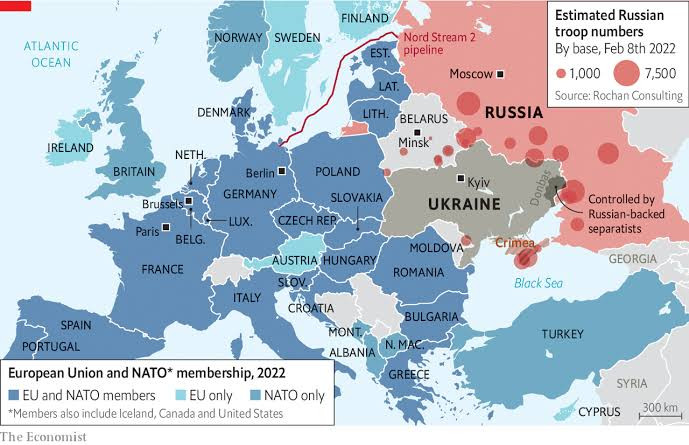 ATLANTIC
OCEAN
NORWAY
SWEDEN
FINLAND
Nord Stream 2
pipeline
Estimated Russian
troop numbers
By base, Feb 8th 2022
1,000
7,500
Source: Rochan Consulting
EST.
LAT.
LITH.
Moscow
RUSSIA
DENMARK
BELARUS
Minsk
IRELAND
BRITAIN
NETH.
Berlin
POLAND
GERMANY
Kyiv
UKRAINE
Donbas
Controlled by
Russian-backed
separatists
Brussels
BELG.
LUX.
Paris
CZECH REP.
SLOVAKIA
FRANCE
AUSTRIA
HUNGARY
MOLDOVA
ROMANIA
Crimea
Black Sea
GEORGIA
SLOV.
CROATIA
ITALY
SPAIN
PORTUGAL
MONT.
ALBANIA
N. MAC.
BULGARIA
GREECE
TURKEY
SYRIA
CYPRUS
300 km
European Union and NATO* membership, 2022
EU and NATO members
EU only
NATO only
*Members also include Iceland, Canada and United States
The Economist